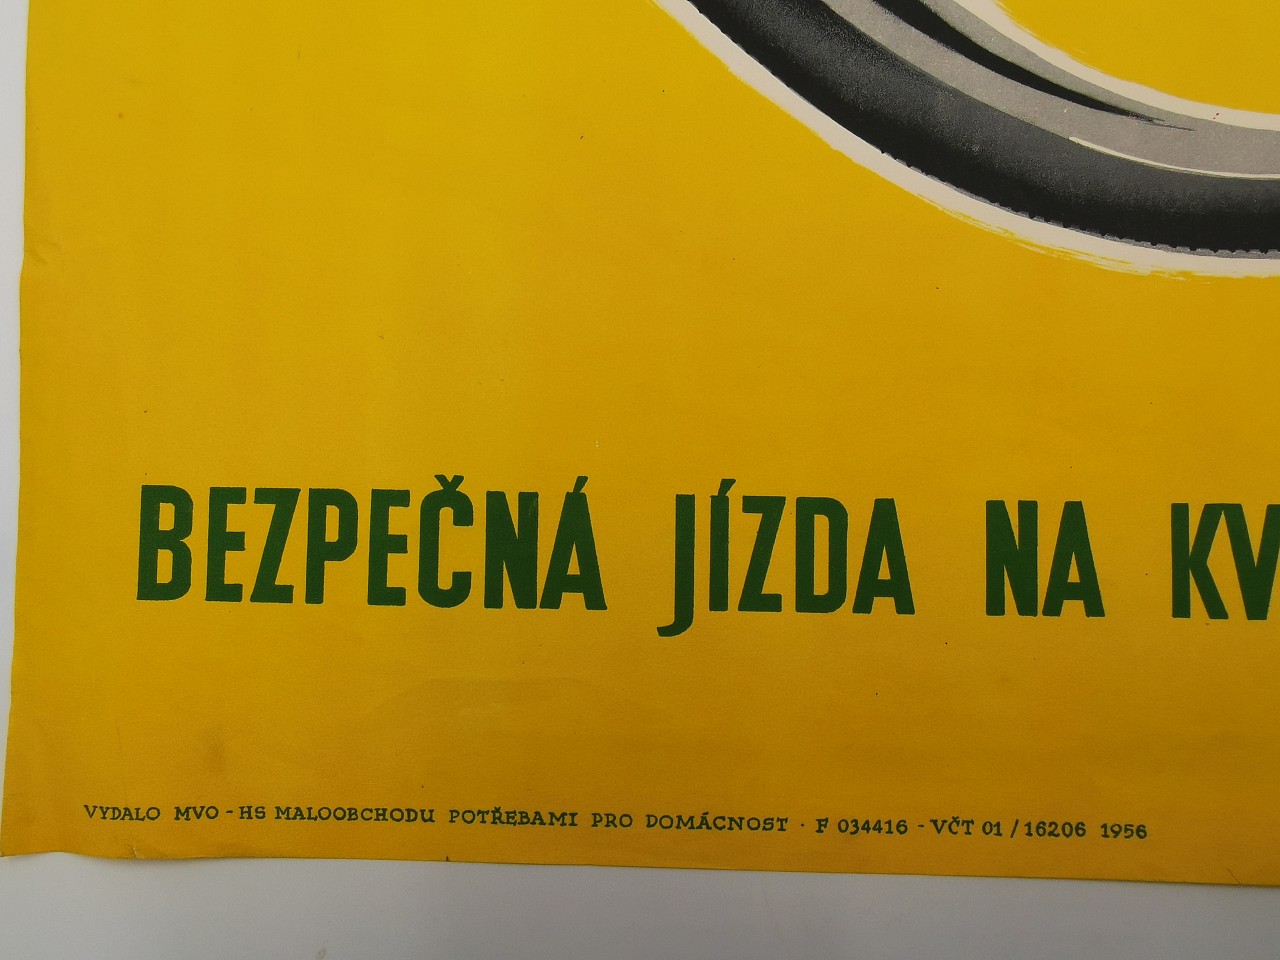 BEZPEČNÁ JÍZDA NA KV
VYDALO MVO - HS MALOOBCHODU POTŘEBAMI PRO DOMÁCNOST · F 034416 - VČT 01 / 16206 1956